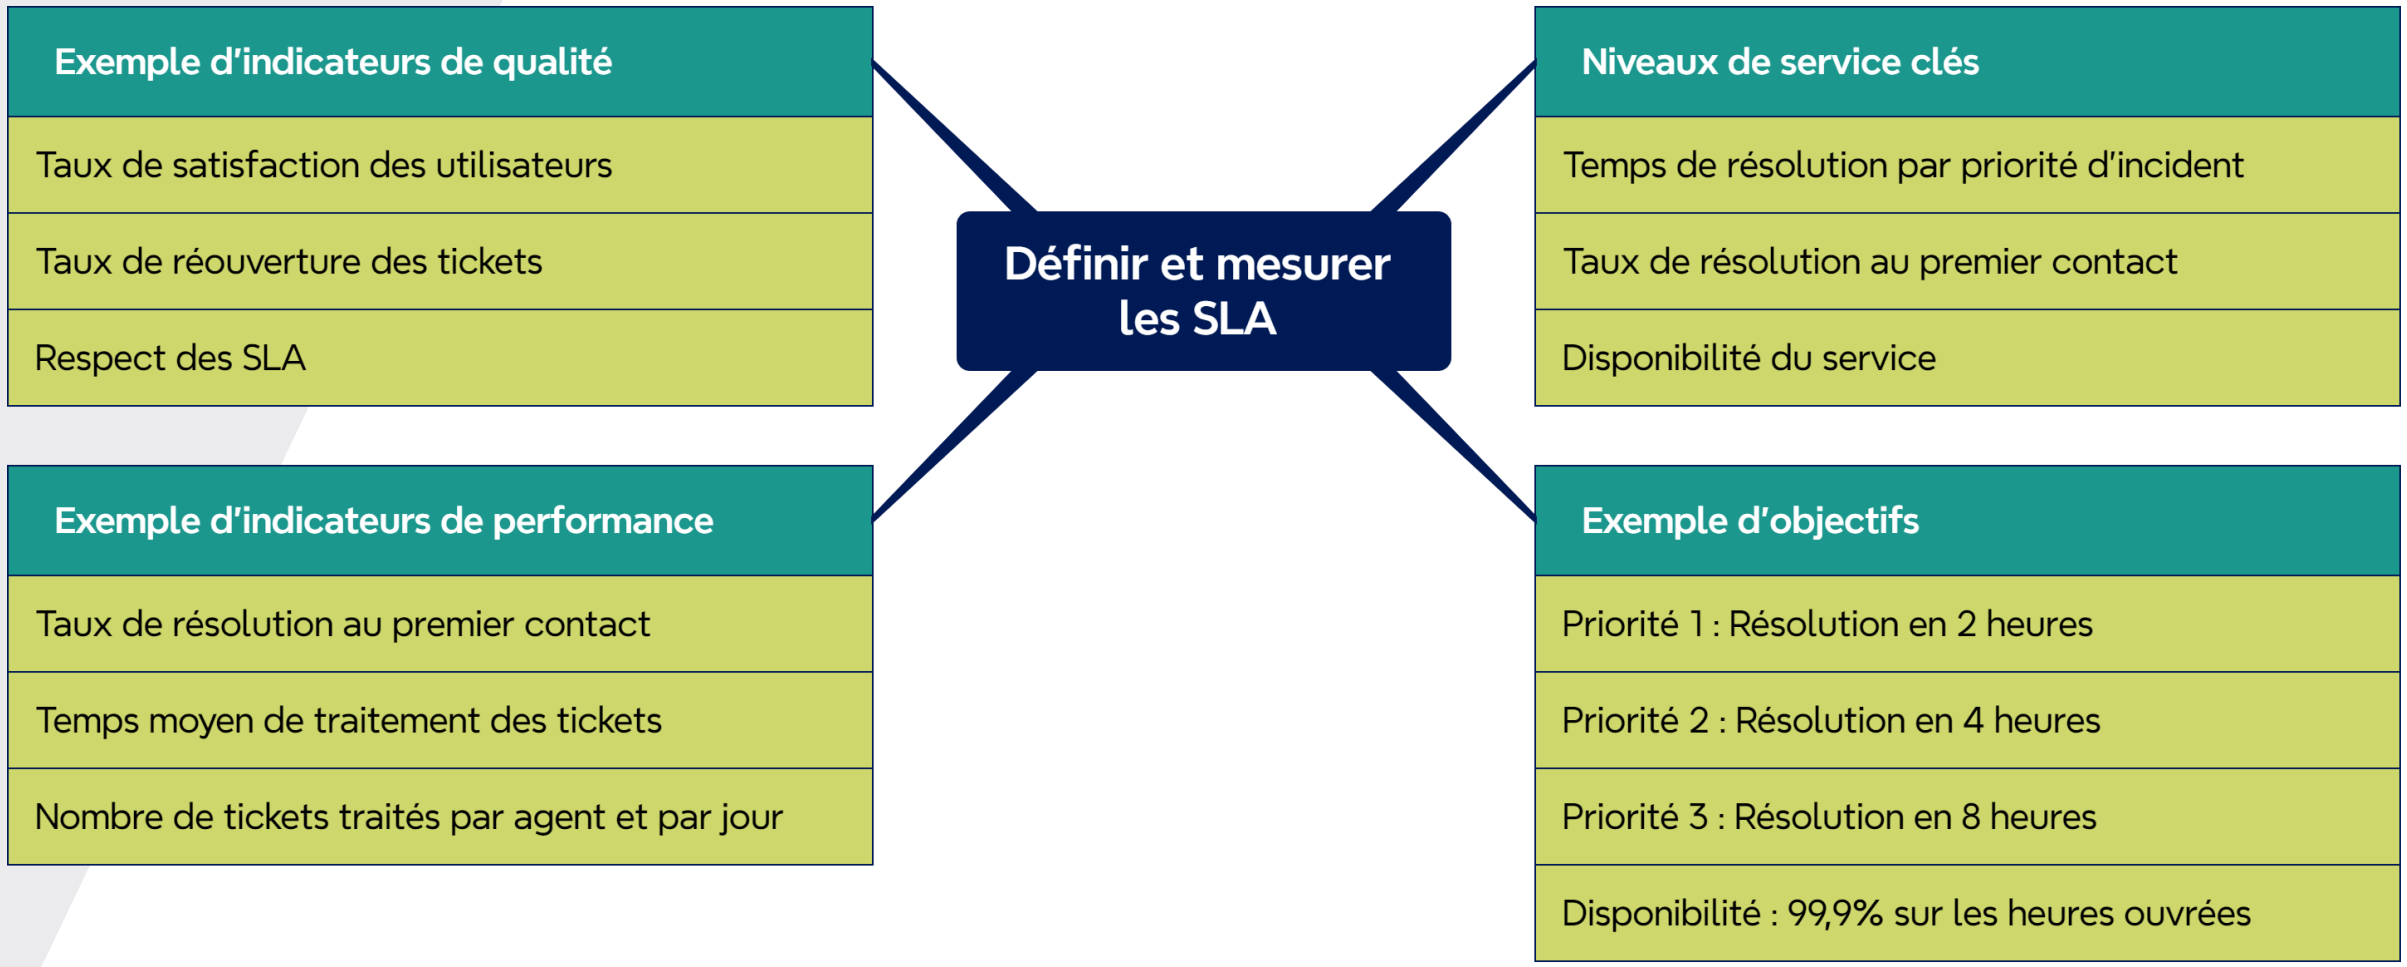 Exemple d'indicateurs de qualité
Taux de satisfaction des utilisateurs
Taux de réouverture des tickets
Respect des SLA
Définir et mesurer
les SLA
Niveaux de service clés
Temps de résolution par priorité d'incident
Taux de résolution au premier contact
Disponibilité du service
Exemple d'indicateurs de performance
Taux de résolution au premier contact
Temps moyen de traitement des tickets
Nombre de tickets traités par agent et par jour
Exemple d'objectifs
Priorité 1 : Résolution en 2 heures
Priorité 2 : Résolution en 4 heures
Priorité 3 : Résolution en 8 heures
Disponibilité : 99,9% sur les heures ouvrées